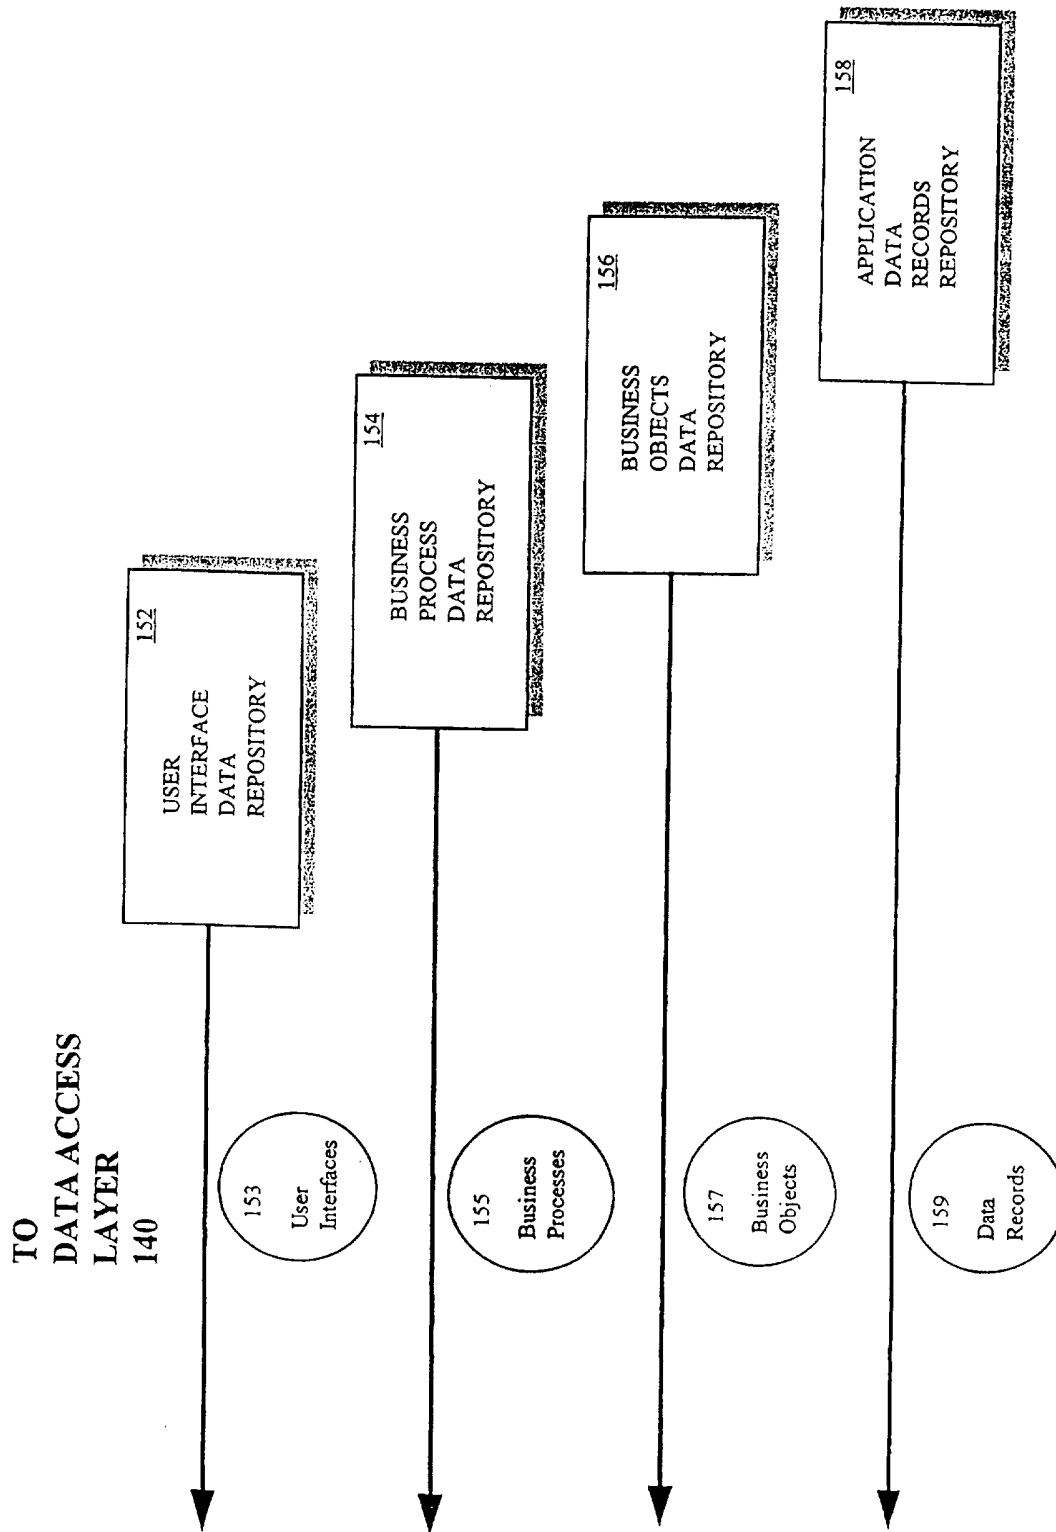 TO
DATA ACCESS
LAYER
140
152
USER
INTERFACE
DATA
REPOSITORY
153
User
Interfaces
154
BUSINESS
PROCESS
DATA
REPOSITORY
155
Business
Processes
156
BUSINESS
OBJECTS
DATA
REPOSITORY
157
Business
Objects
158
APPLICATION
DATA
RECORDS
REPOSITORY
159
Data
Records